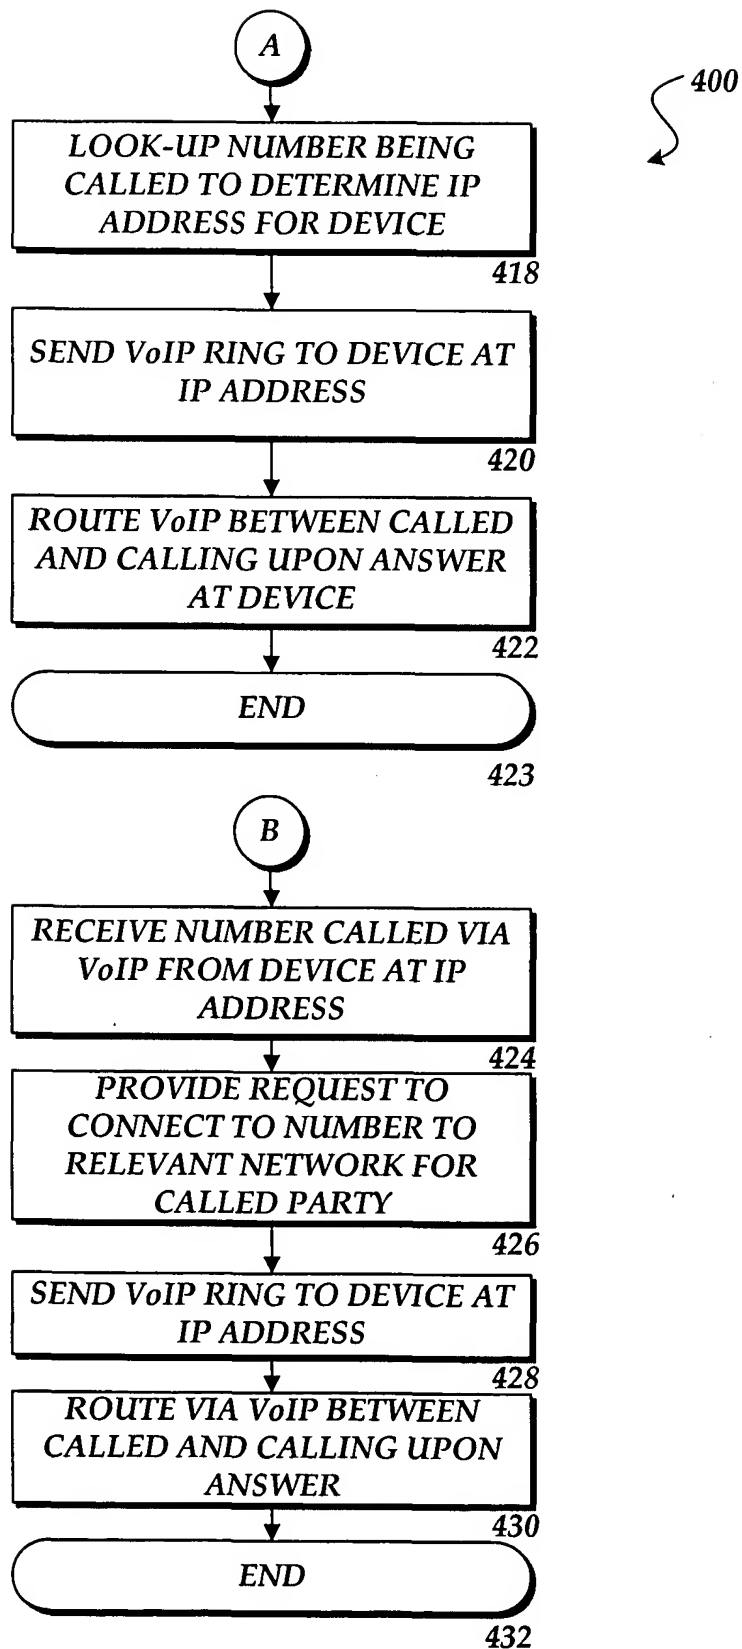 A
400
LOOK-UP NUMBER BEING
CALLED TO DETERMINE IP
ADDRESS FOR DEVICE
418
SEND VoIP RING TO DEVICE AT
IP ADDRESS
420
ROUTE VoIP BETWEEN CALLED
AND CALLING UPON ANSWER
AT DEVICE
422
END
423
B
RECEIVE NUMBER CALLED VIA
VoIP FROM DEVICE AT IP
ADDRESS
424
PROVIDE REQUEST TO
CONNECT TO NUMBER TO
RELEVANT NETWORK FOR
CALLED PARTY
426
SEND VoIP RING TO DEVICE AT
IP ADDRESS
428
ROUTE VIA VoIP BETWEEN
CALLED AND CALLING UPON
ANSWER
430
END
432